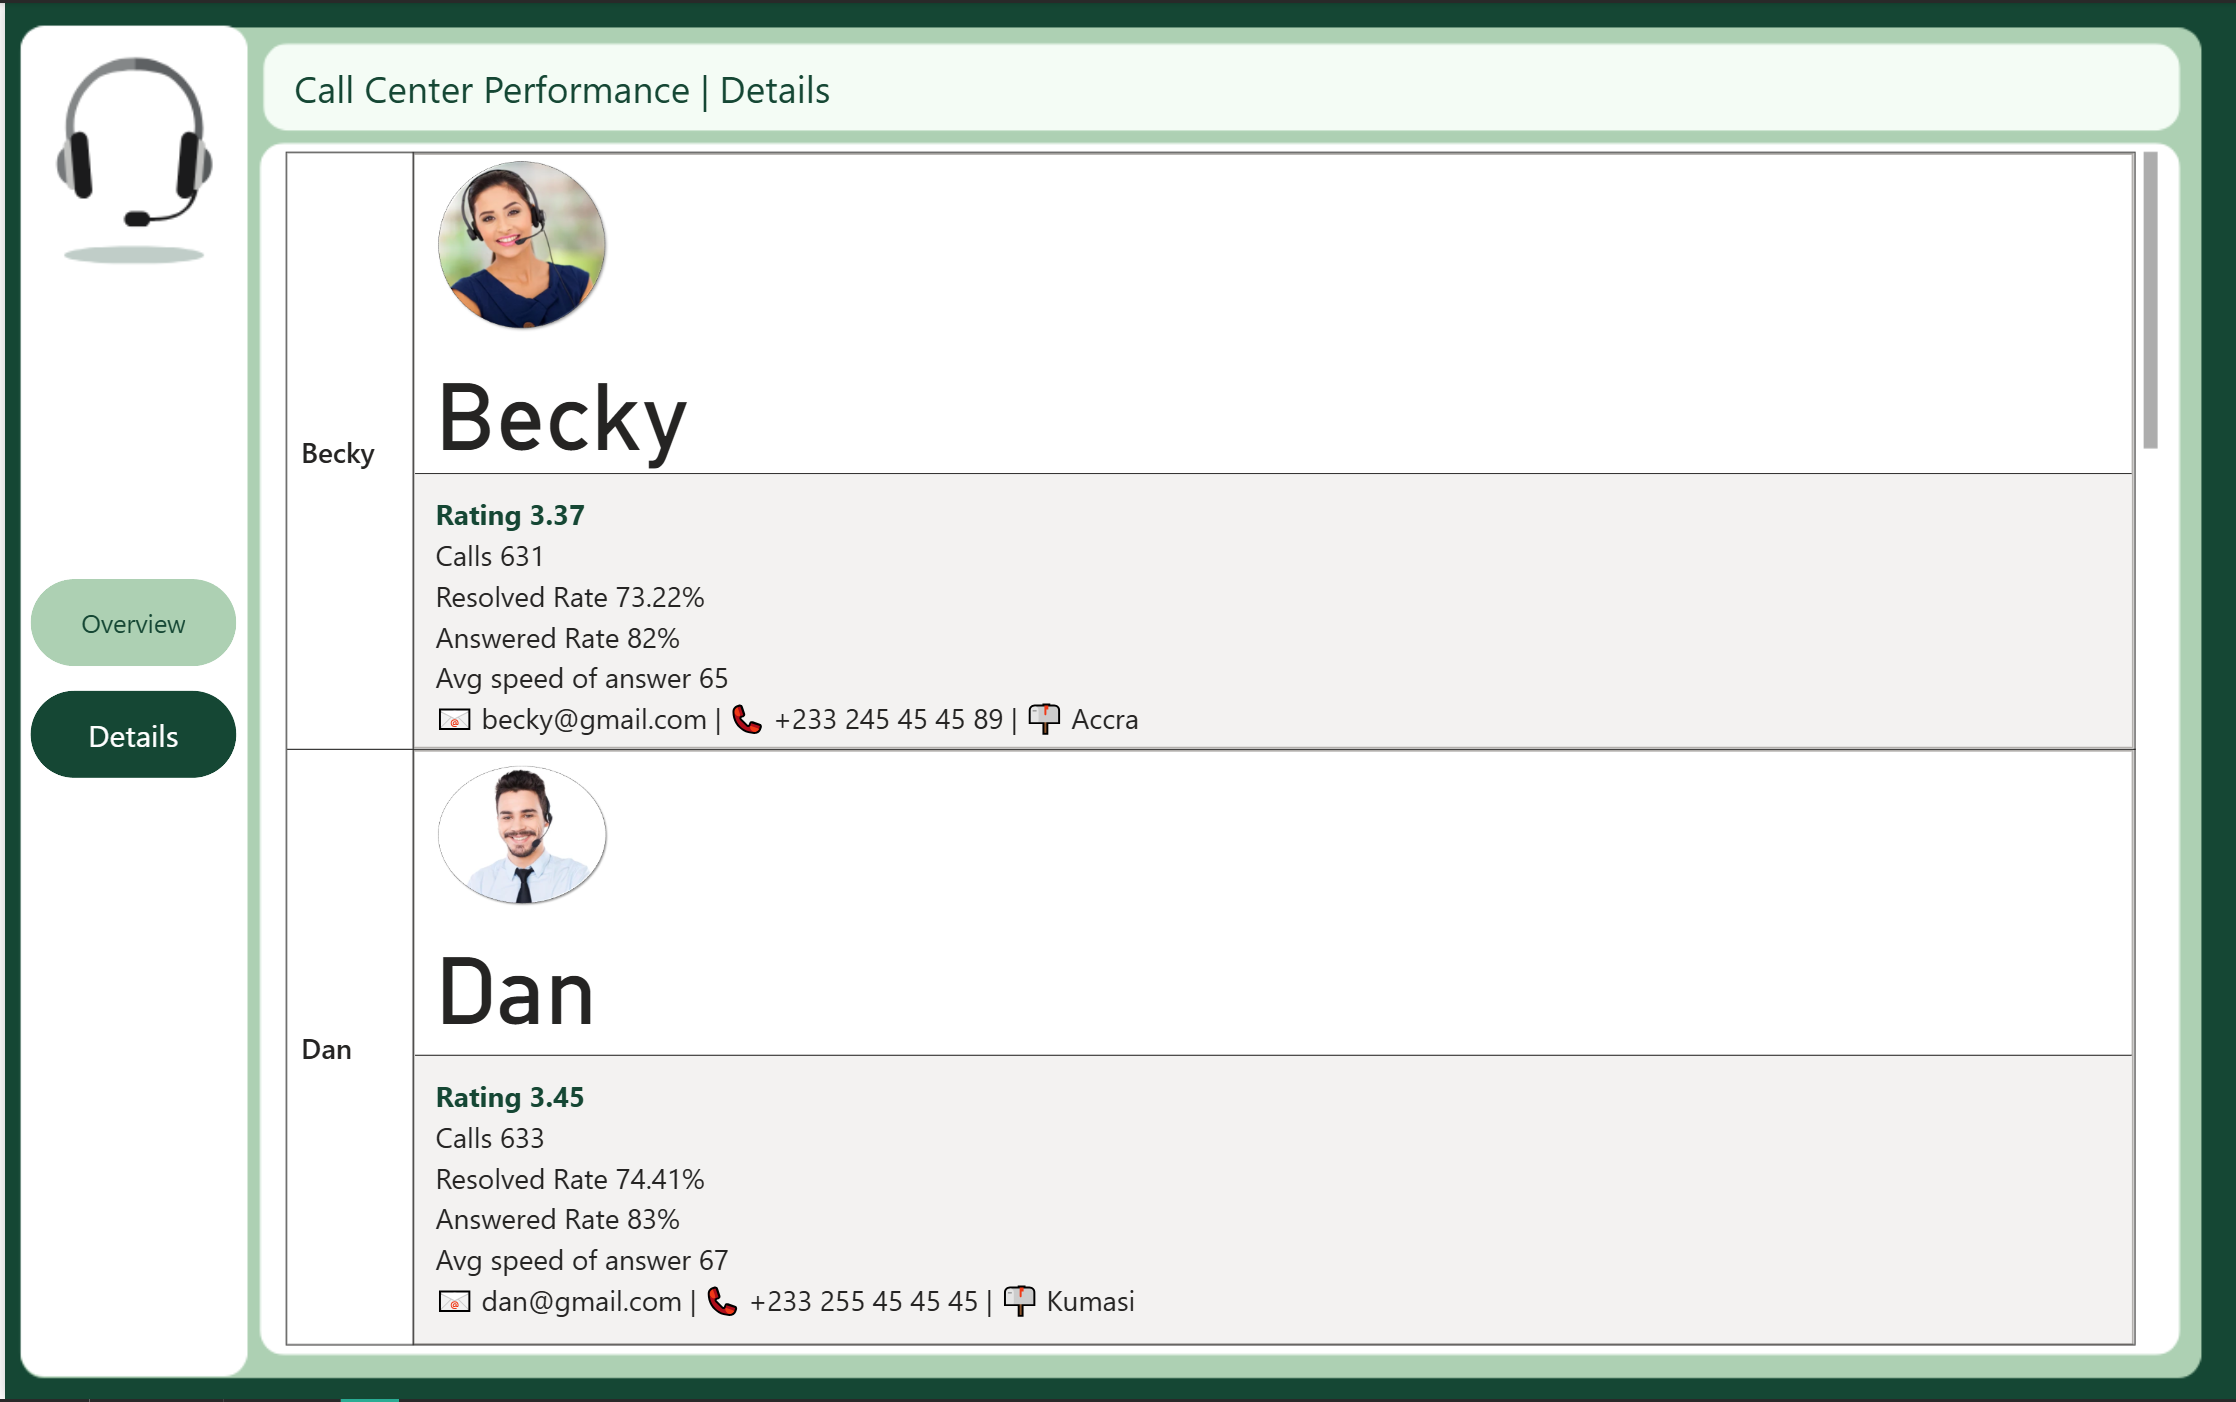 Call Center Performance | Details
Overview
Details
Becky
Becky
Rating 3.37
Calls 631
Resolved Rate 73.22%
Answered Rate 82%
Avg speed of answer 65
becky@gmail.com | +233 245 45 45 89 | Accra
Dan
Dan
Rating 3.45
Calls 633
Resolved Rate 74.41%
Answered Rate 83%
Avg speed of answer 67
dan@gmail.com | +233 255 45 45 45 | Kumasi